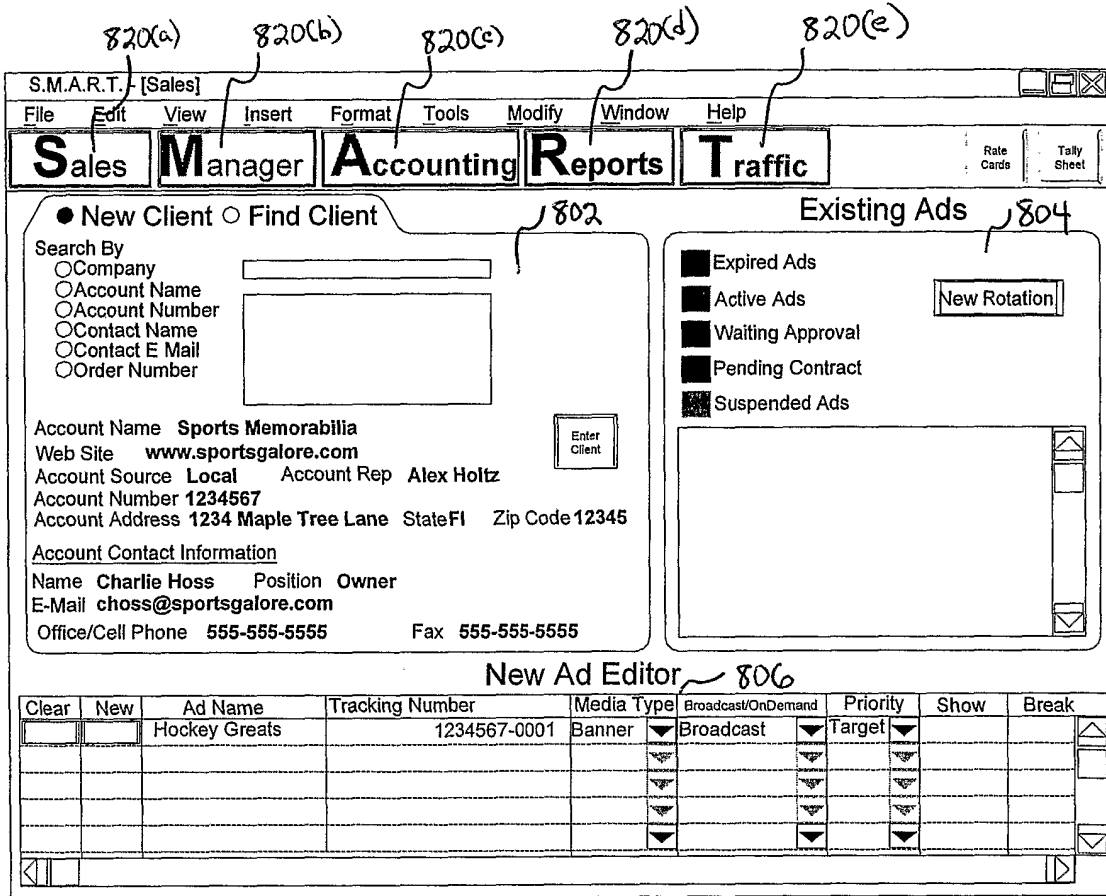 820(a) 820(b) 820(c) 820(d) 820(e)
S.M.A.R.T. - [Sales]
File Edit View Insert Format Tools Modify Window Help
Sales Manager Accounting Reports Traffic Rate Cards Tally Sheet
New Client Find Client
802
Existing Ads
804
Search By
Company
Account Name
Account Number
Contact Name
Contact E Mail
Order Number
Enter Client
Account Name Sports Memorabilia
Web Site www.sportsgalore.com
Account Source Local Account Rep Alex Holtz
Account Number 1234567
Account Address 1234 Maple Tree Lane State Fl Zip Code 12345
Account Contact Information
Name Charlie Hoss Position Owner
E-Mail choss@sportsgalore.com
Office/Cell Phone 555-555-5555 Fax 555-555-5555
Expired Ads
Active Ads
Waiting Approval
Pending Contract
Suspended Ads
New Rotation
New Ad Editor 806
Clear New Ad Name Tracking Number Media Type Broadcast/OnDemand Priority Show Break
Hockey Greats 1234567-0001 Banner Broadcast Target